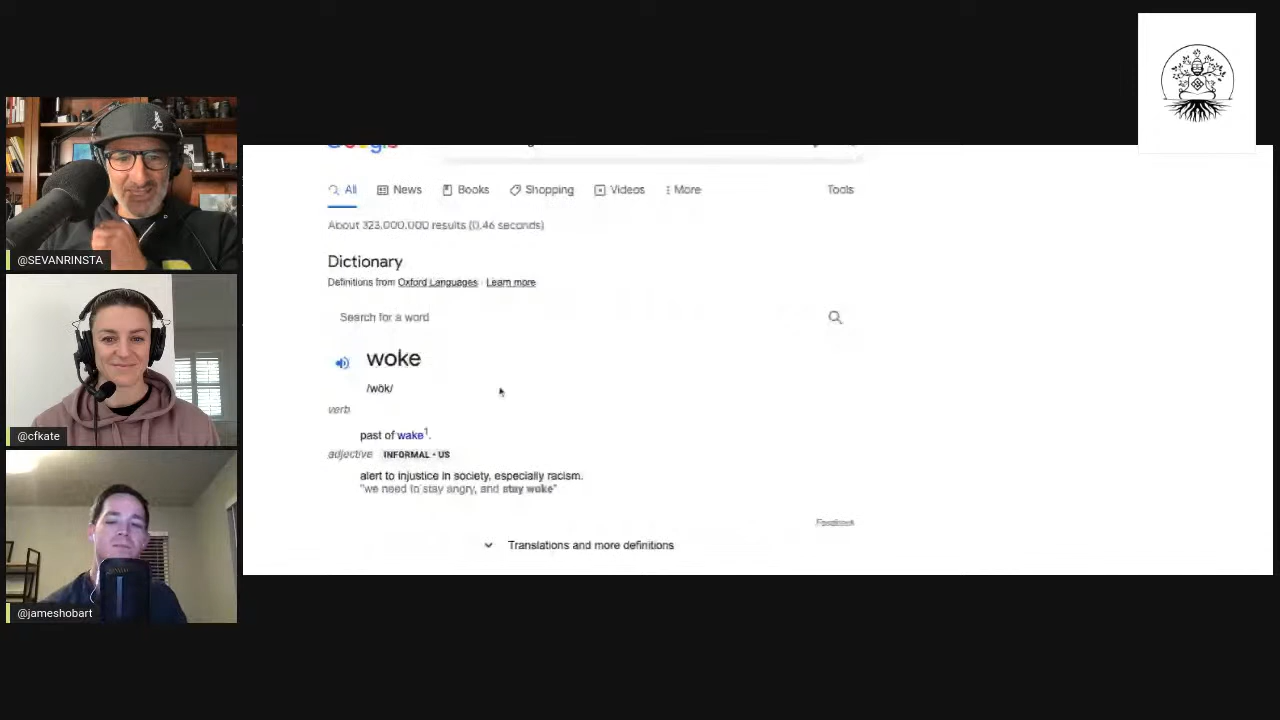 All News Books Shopping Videos More Tools
About 323,000,000 results (0.46 seconds)
Dictionary
Definitions from Oxford Languages · Learn more
Search for a word
woke
/wōk/
verb
past of wake1.
adjective INFORMAL • US
alert to injustice in society, especially racism.
"we need to stay angry, and stay woke"
Feedback
Translations and more definitions
@SEVANRINSTA
@cfkate
@jameshobart